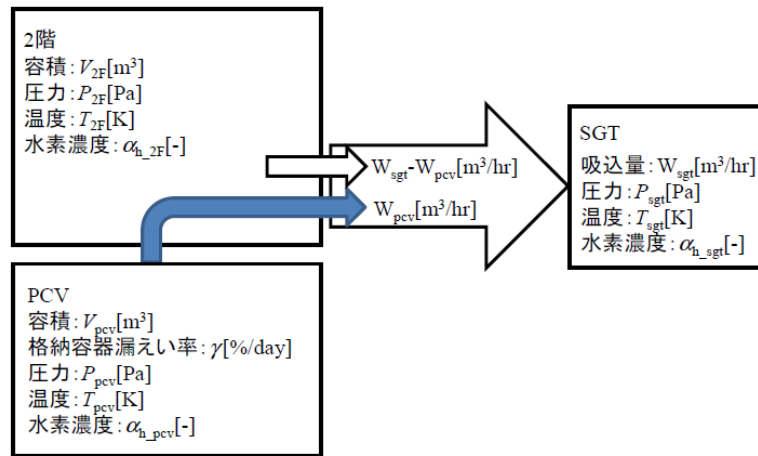 2階
容積：V2F[m³]
圧力：P2F[Pa]
温度：T2F[K]
水素濃度：αh_2F[-]
Wsgt-Wpcv[m³/hr]
Wpcv[m³/hr]
SGT
吸込量：Wsgt[m³/hr]
圧力：Psgt[Pa]
温度：Tsgt[K]
水素濃度：αh_sgt[-]
PCV
容積：Vpcv[m³]
格納容器漏えい率：γ[%/day]
圧力：Ppcv[Pa]
温度：Tpcv[K]
水素濃度：αh_pcv[-]